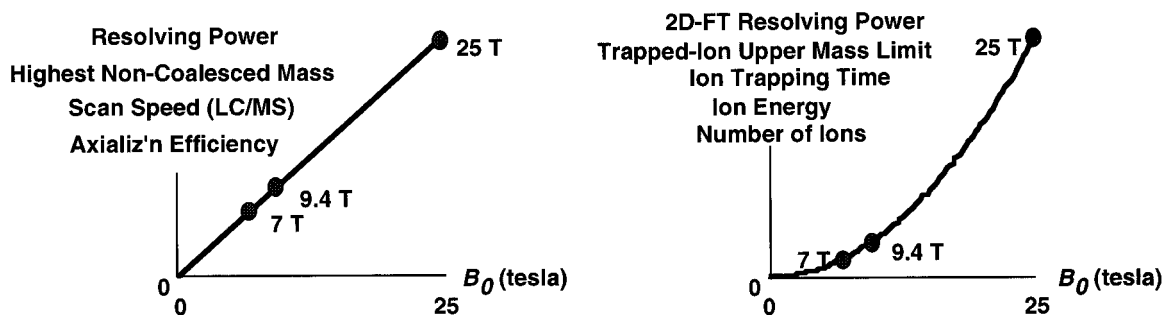 Resolving Power
Highest Non-Coalesced Mass
Scan Speed (LC/MS)
Axializ'n Efficiency
25 T
9.4 T
7 T
0
0
25
B0 (tesla)
2D-FT Resolving Power
Trapped-Ion Upper Mass Limit
Ion Trapping Time
Ion Energy
Number of Ions
25 T
7 T
9.4 T
0
0
25
B0 (tesla)